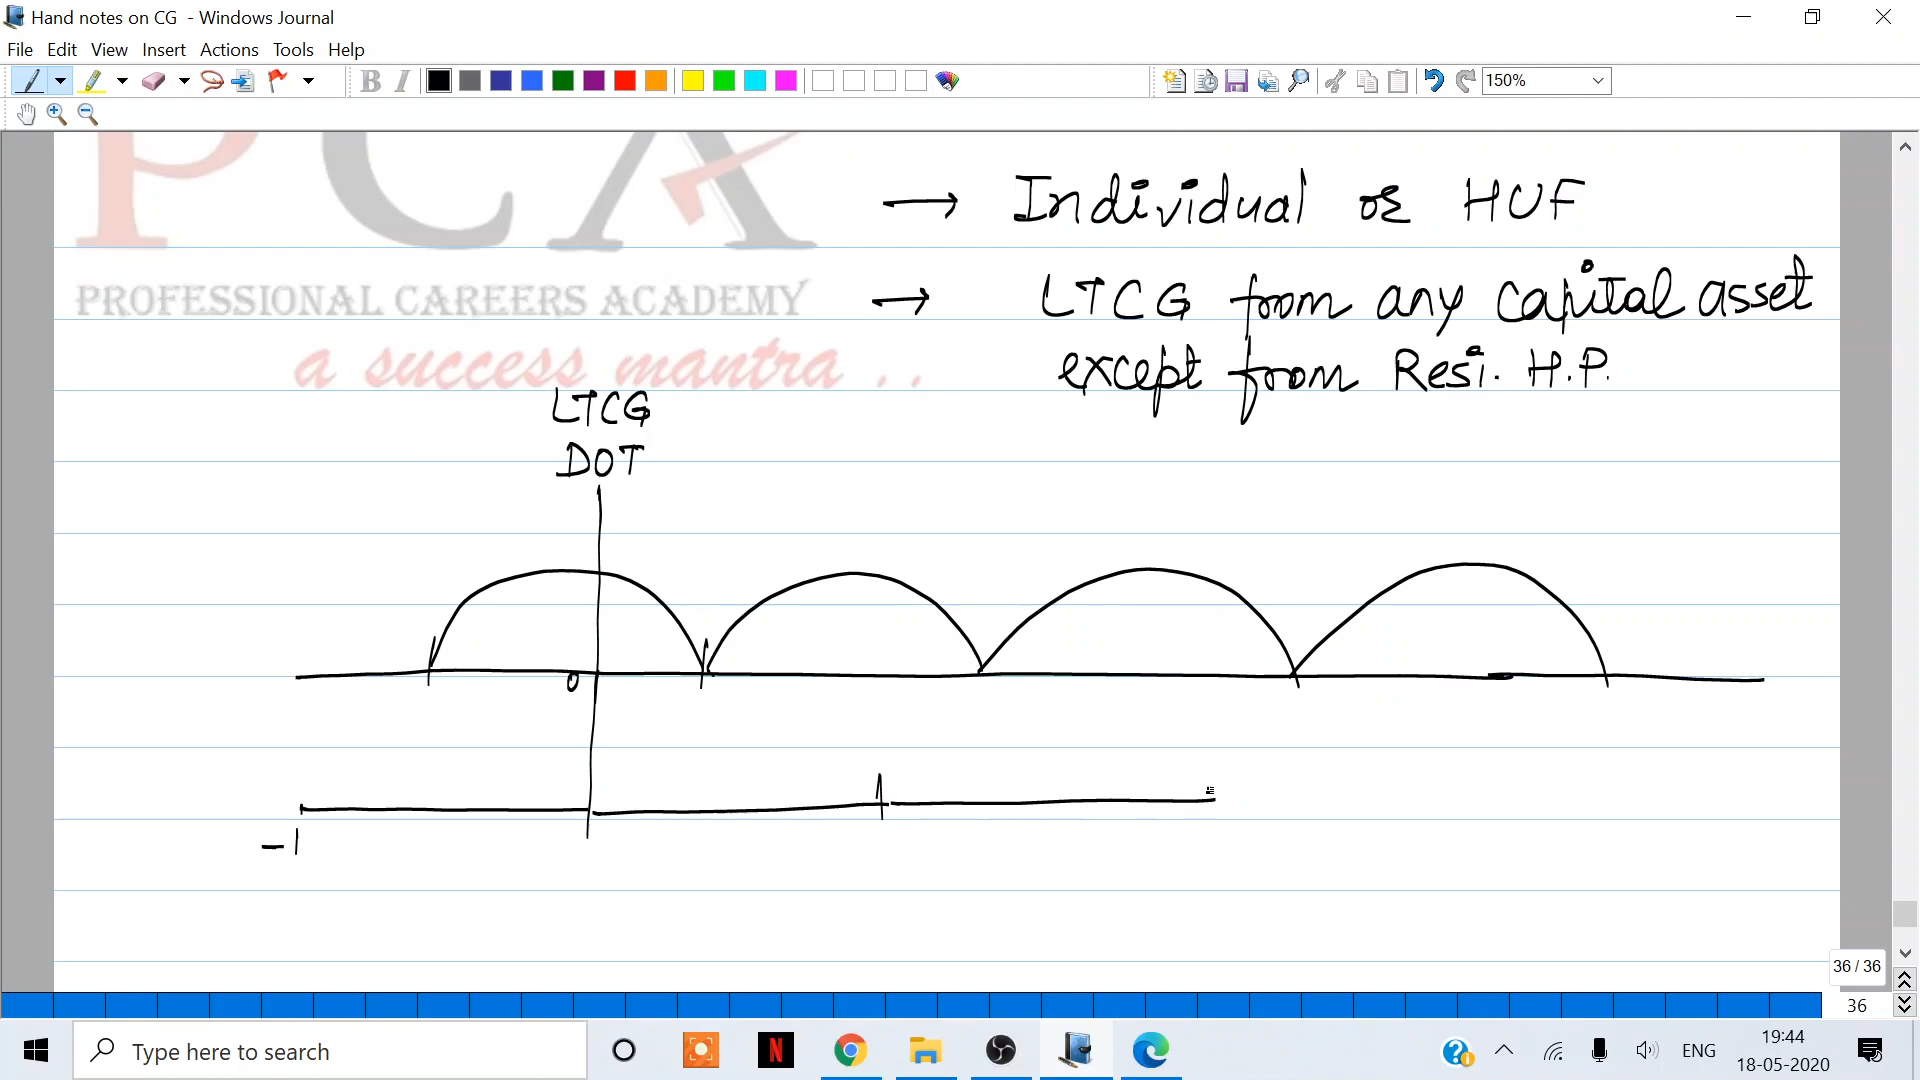 Hand notes on CG - Windows Journal
File Edit View Insert Actions Tools Help
B I
150%
PCA
→ Individual or HUF
PROFESSIONAL CAREERS ACADEMY
→ LTCG from any capital asset
a success mantra ..
except from Resi. H.P.
LTCG
DOT
0
-1
36 / 36
36
Type here to search
N
ENG
19:44
18-05-2020